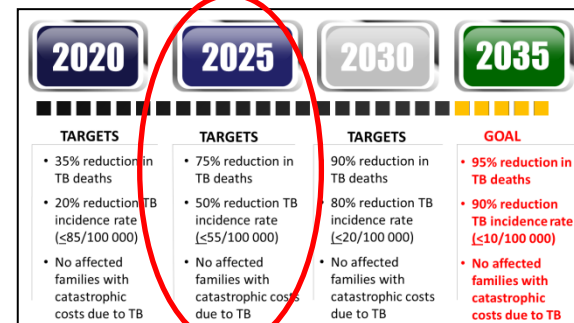 2020
2025
2030
2035
TARGETS
• 35% reduction in
TB deaths
• 20% reduction TB
incidence rate
(≤85/100 000)
• No affected
families with
catastrophic
costs due to TB
TARGETS
• 75% reduction in
TB deaths
• 50% reduction TB
incidence rate
(≤55/100 000)
• No affected
families with
catastrophic costs
due to TB
TARGETS
90% reduction in
TB deaths
• 80% reduction TB
incidence rate
(≤20/100 000)
• No affected
families with
catastrophic costs
due to TB
GOAL
• 95% reduction in
TB deaths
• 90% reduction
TB incidence rate
(≤10/100 000)
• No affected
families with
catastrophic
costs due to TB